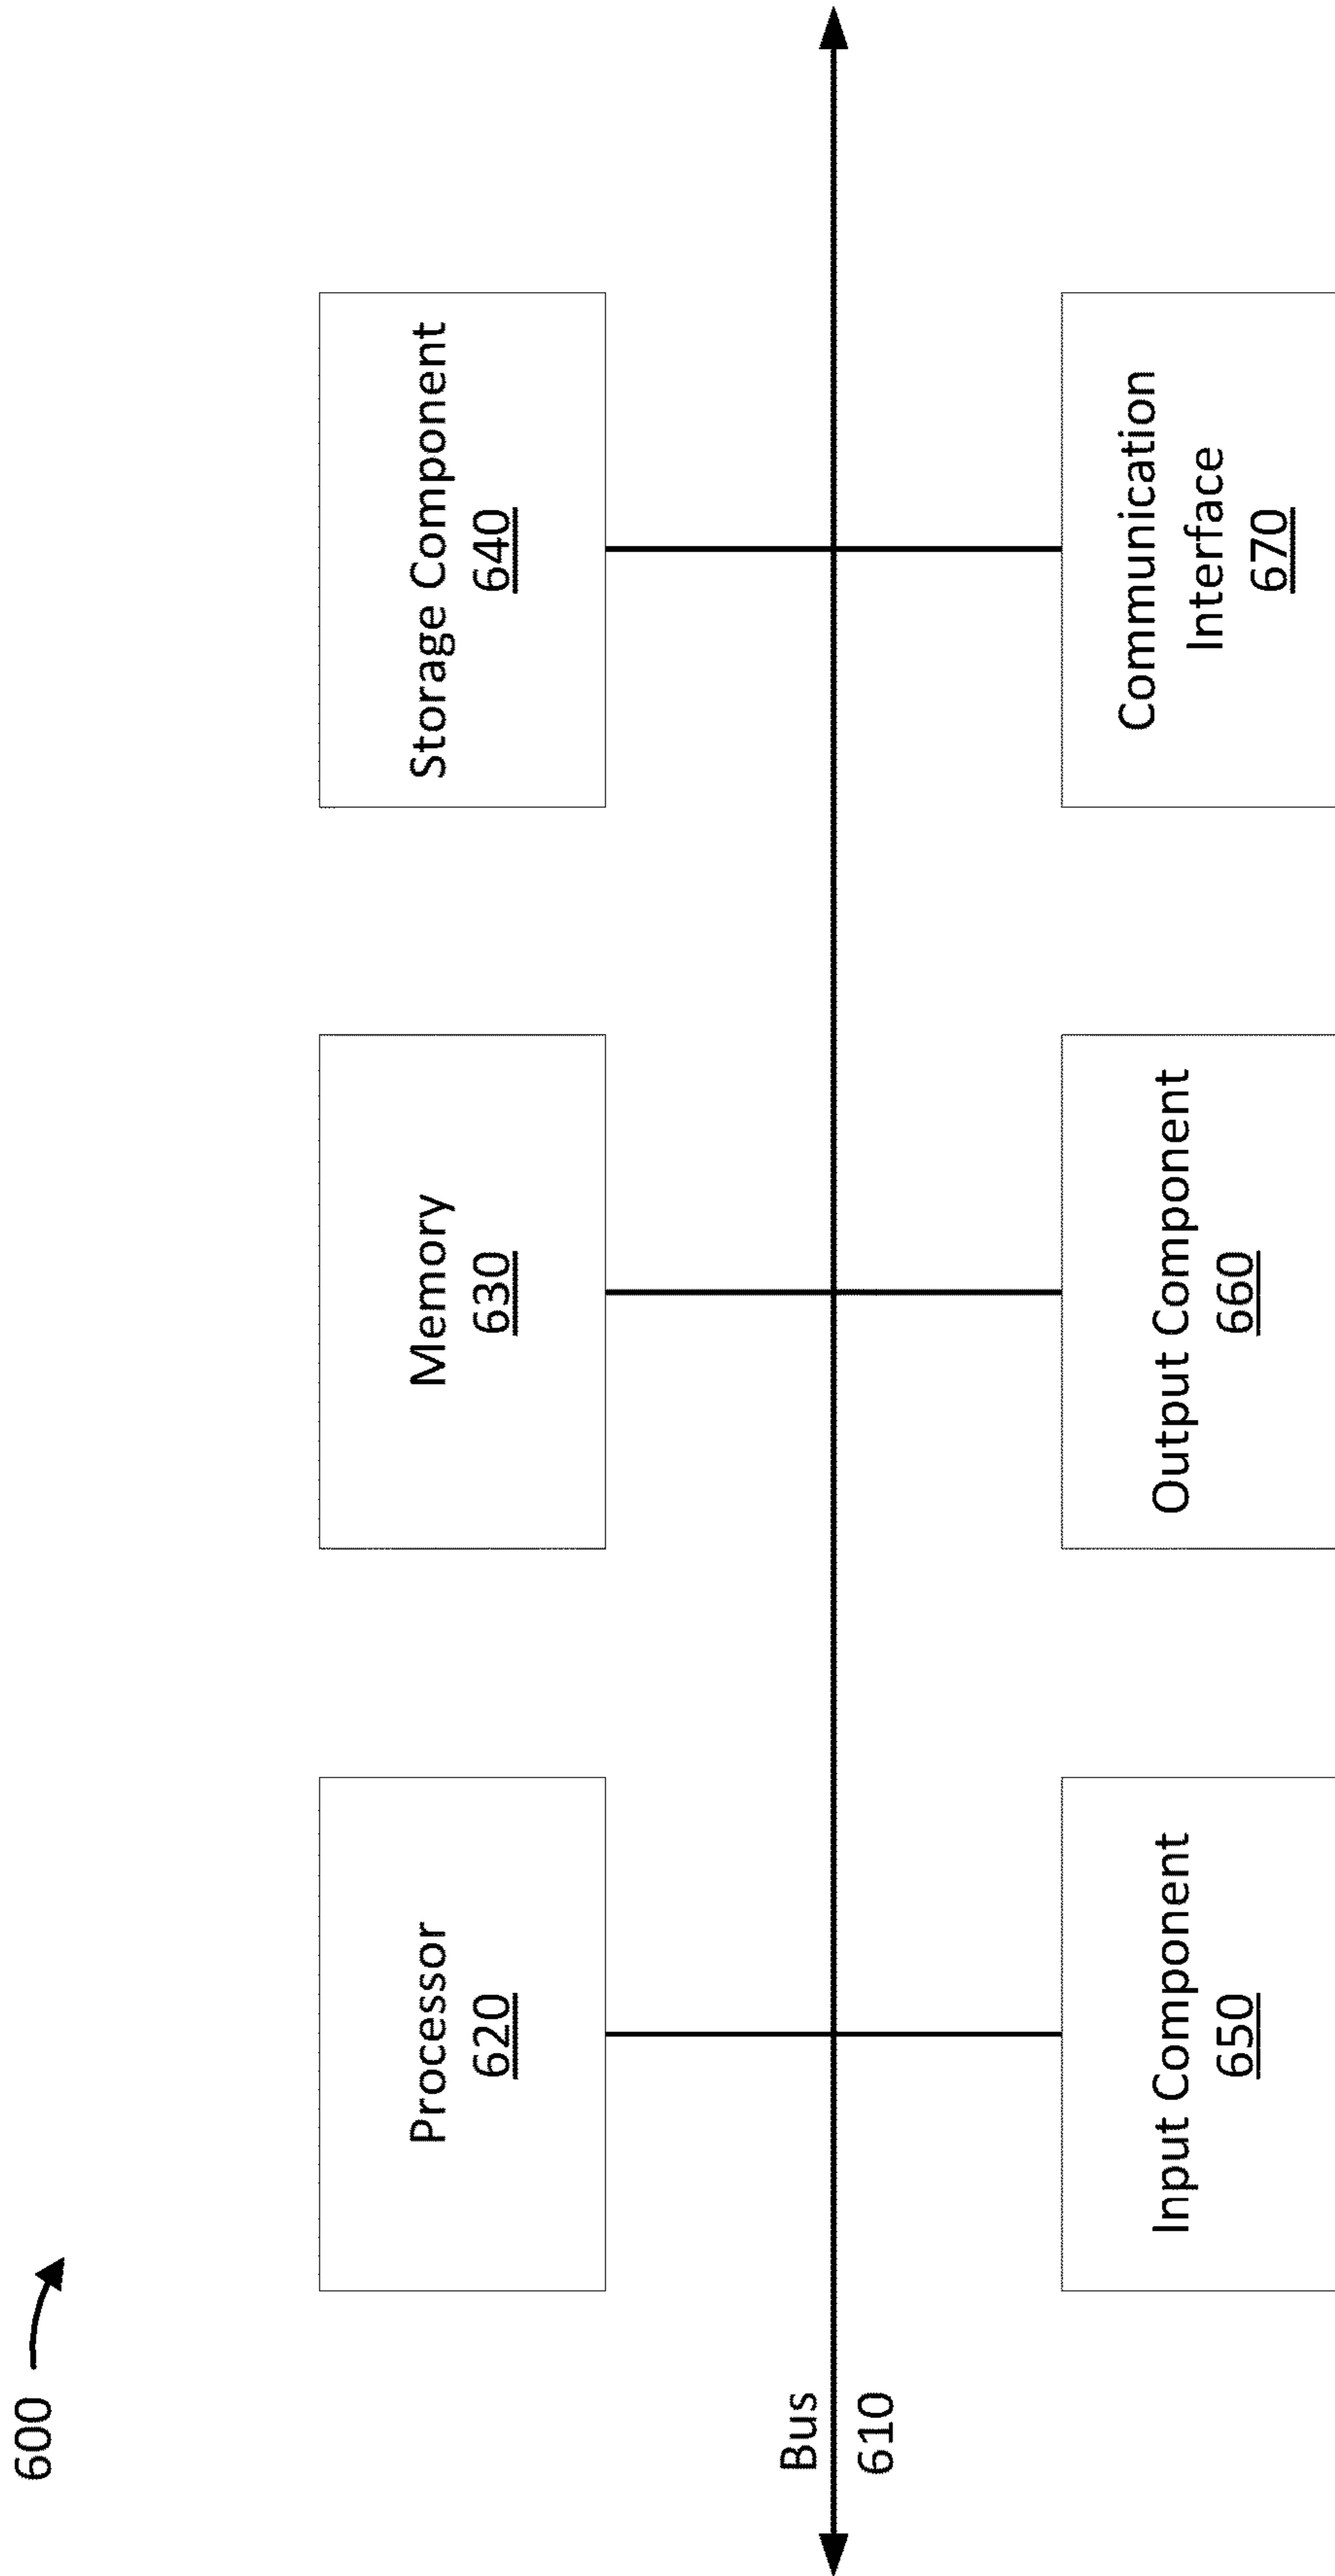 600
Processor
620
Memory
630
Storage Component
640
Bus
610
Input Component
650
Output Component
660
Communication
Interface
670